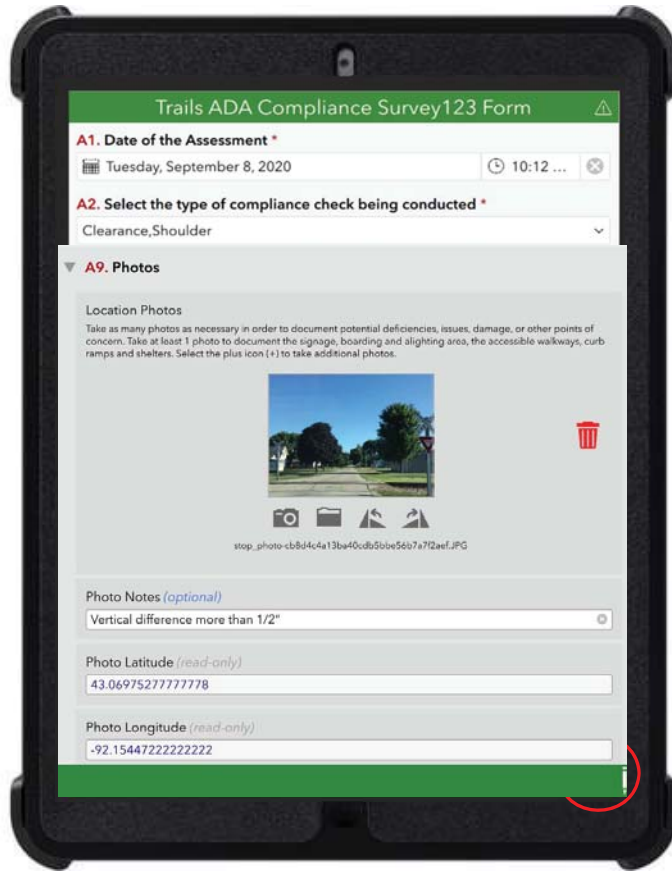 Trails ADA Compliance Survey123 Form
A1. Date of the Assessment *
Tuesday, September 8, 2020
10:12 ...
A2. Select the type of compliance check being conducted *
Clearance,Shoulder
A9. Photos
Location Photos
Take as many photos as necessary in order to document potential deficiencies, issues, damage, or other points of
concern. Take at least 1 photo to document the signage, boarding and alighting area, the accessible walkways, curb
ramps and shelters. Select the plus icon (+) to take additional photos.
stop_photo-cb8d4c4a13ba40cdb5bbe56b7a7f2aef.JPG
Photo Notes (optional)
Vertical difference more than 1/2"
Photo Latitude (read-only)
43.06975277777778
Photo Longitude (read-only)
-92.15447222222222